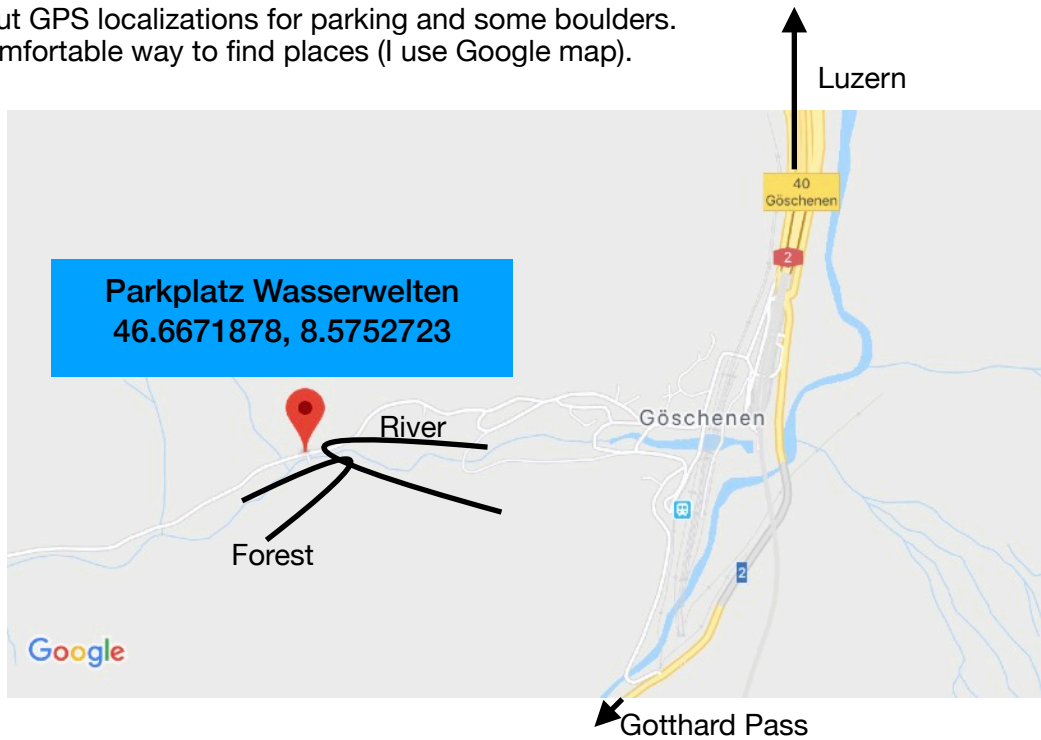 ut GPS localizations for parking and some boulders.
mfortable way to find places (I use Google map).
Luzern
40
Göschenen
2
Parkplatz Wasserwelten
46.6671878, 8.5752723
River
Göschenen
Forest
2
Google
Gotthard Pass